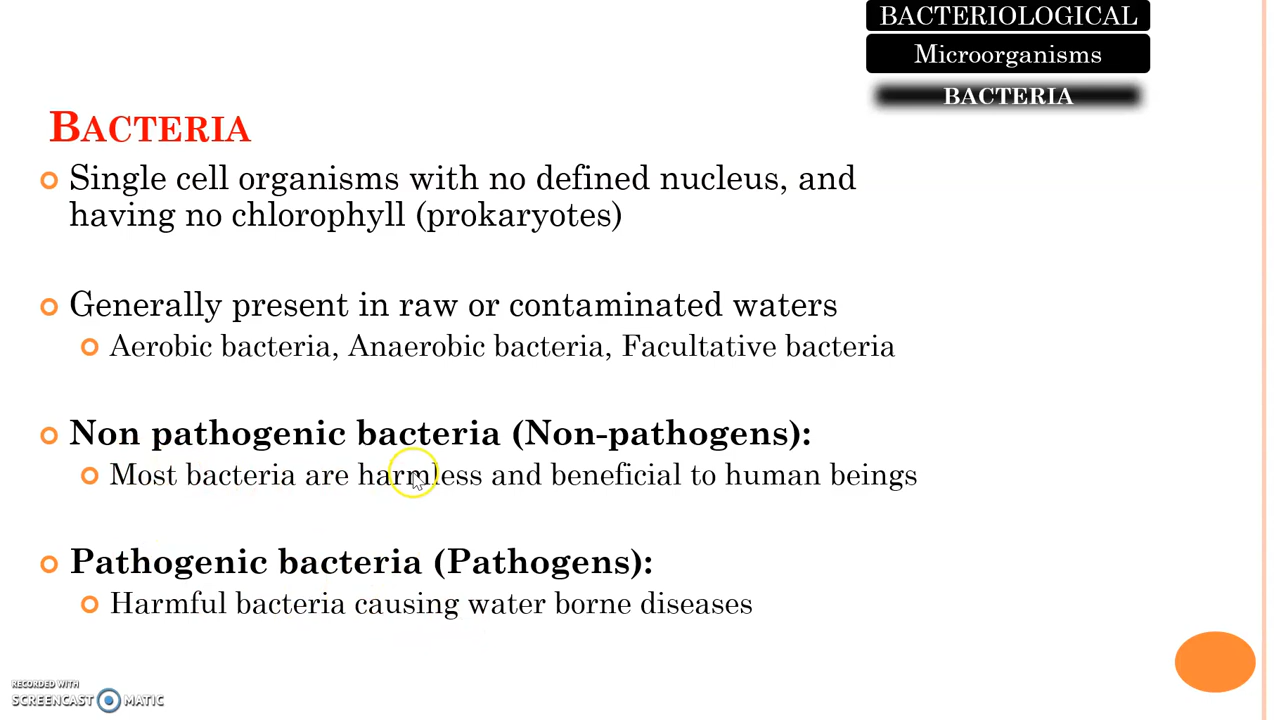 BACTERIOLOGICAL
Microorganisms
BACTERIA
BACTERIA
Single cell organisms with no defined nucleus, and
having no chlorophyll (prokaryotes)
Generally present in raw or contaminated waters
Aerobic bacteria, Anaerobic bacteria, Facultative bacteria
Non pathogenic bacteria (Non-pathogens):
Most bacteria are harmless and beneficial to human beings
Pathogenic bacteria (Pathogens):
Harmful bacteria causing water borne diseases
RECORDED WITH
SCREENCAST MATIC